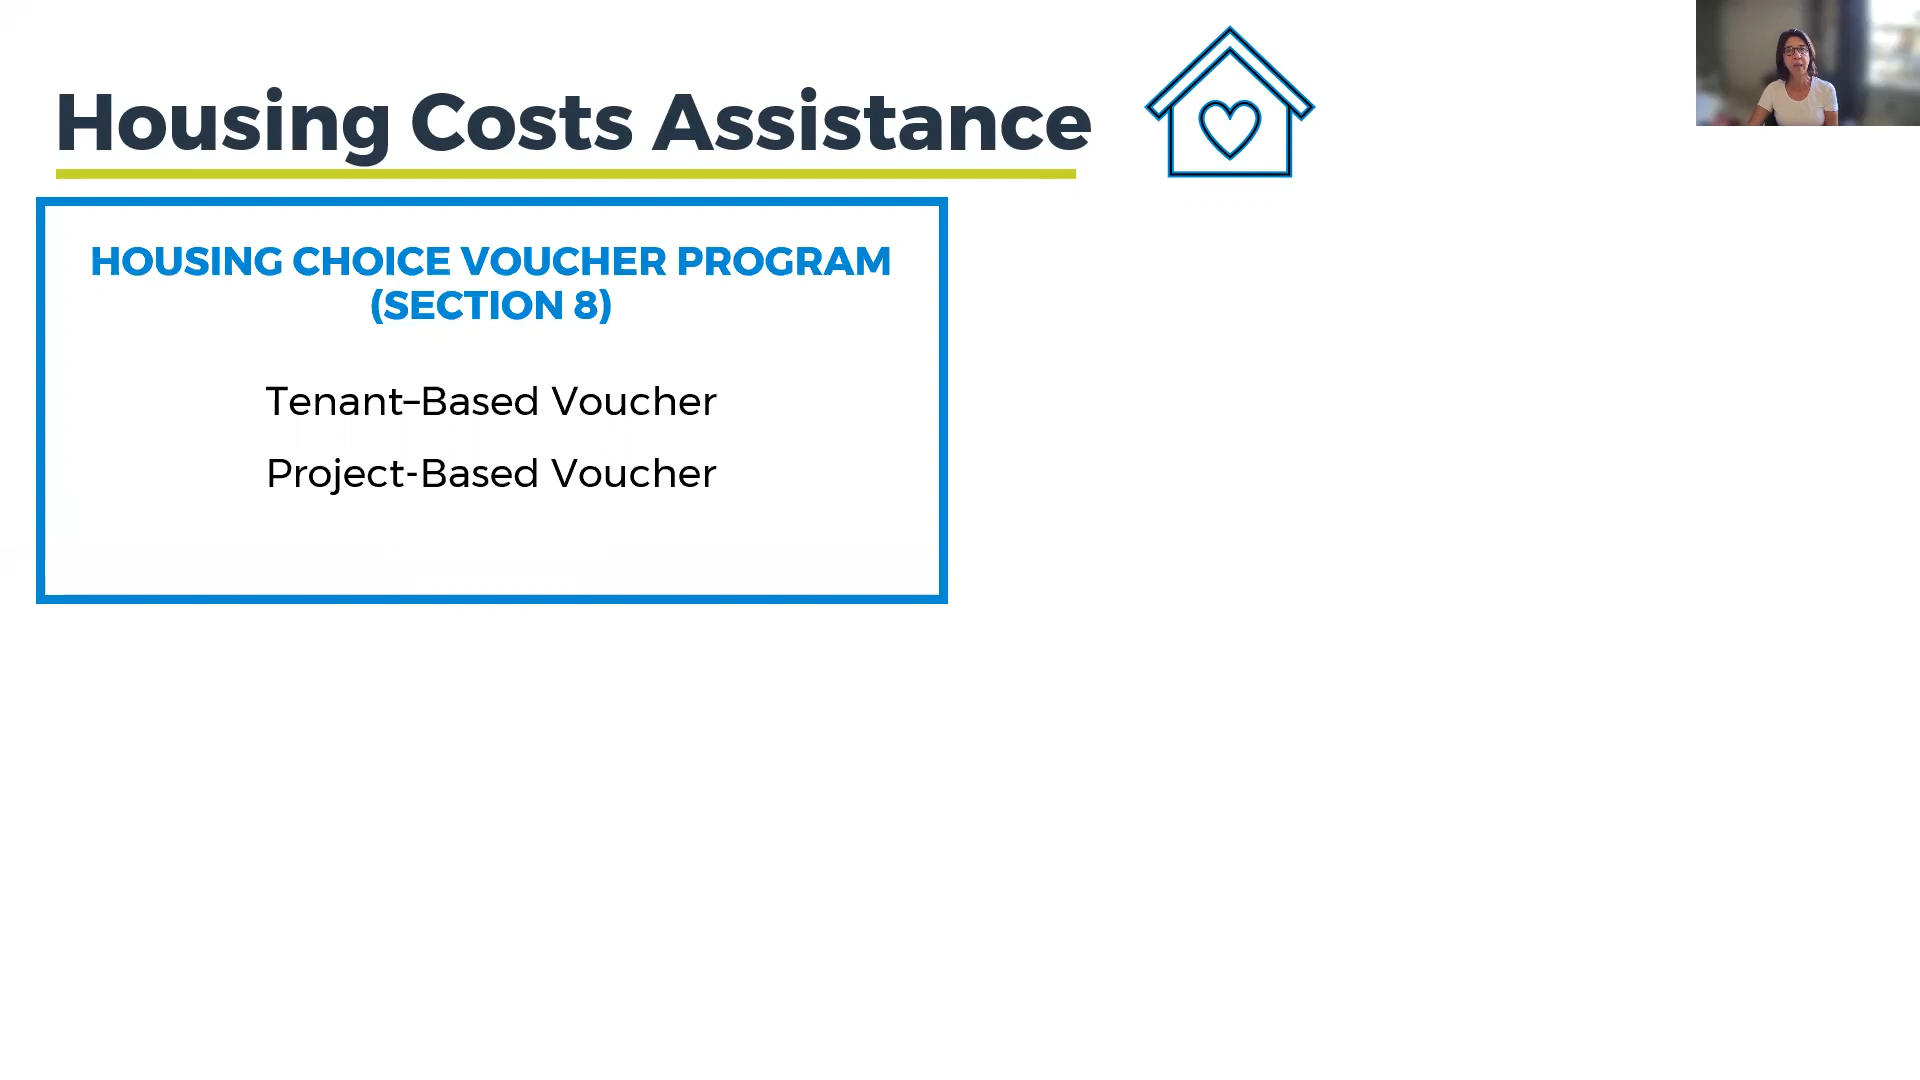 Housing Costs Assistance
HOUSING CHOICE VOUCHER PROGRAM
(SECTION 8)
Tenant–Based Voucher
Project-Based Voucher